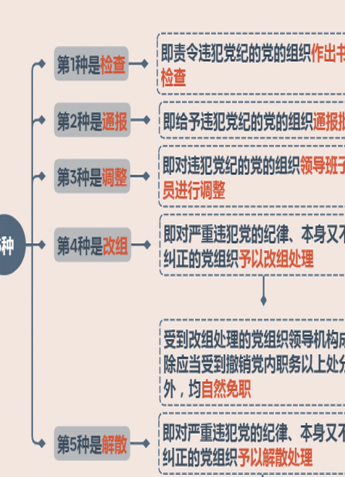 种
第1种是检查
即责令违犯党纪的党的组织作出书
检查
第2种是通报
即给予违犯党纪的党的组织通报
第3种是调整
即对违犯党纪的党的组织领导班子
员进行调整
第4种是改组
即对严重违犯党的纪律、本身又不
纠正的党组织予以改组处理
受到改组处理的党组织领导机构成
除应当受到撤销党内职务以上处分
外，均自然免职
第5种是解散
即对严重违犯党的纪律、本身又不
纠正的党组织予以解散处理